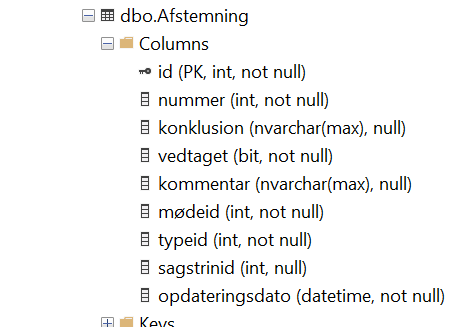 dbo.Afstemning
Columns
id (PK, int, not null)
nummer (int, not null)
konklusion (nvarchar(max), null)
vedtaget (bit, not null)
kommentar (nvarchar(max), null)
mødeid (int, not null)
typeid (int, not null)
sagstrinid (int, null)
opdateringsdato (datetime, not null)
Keys